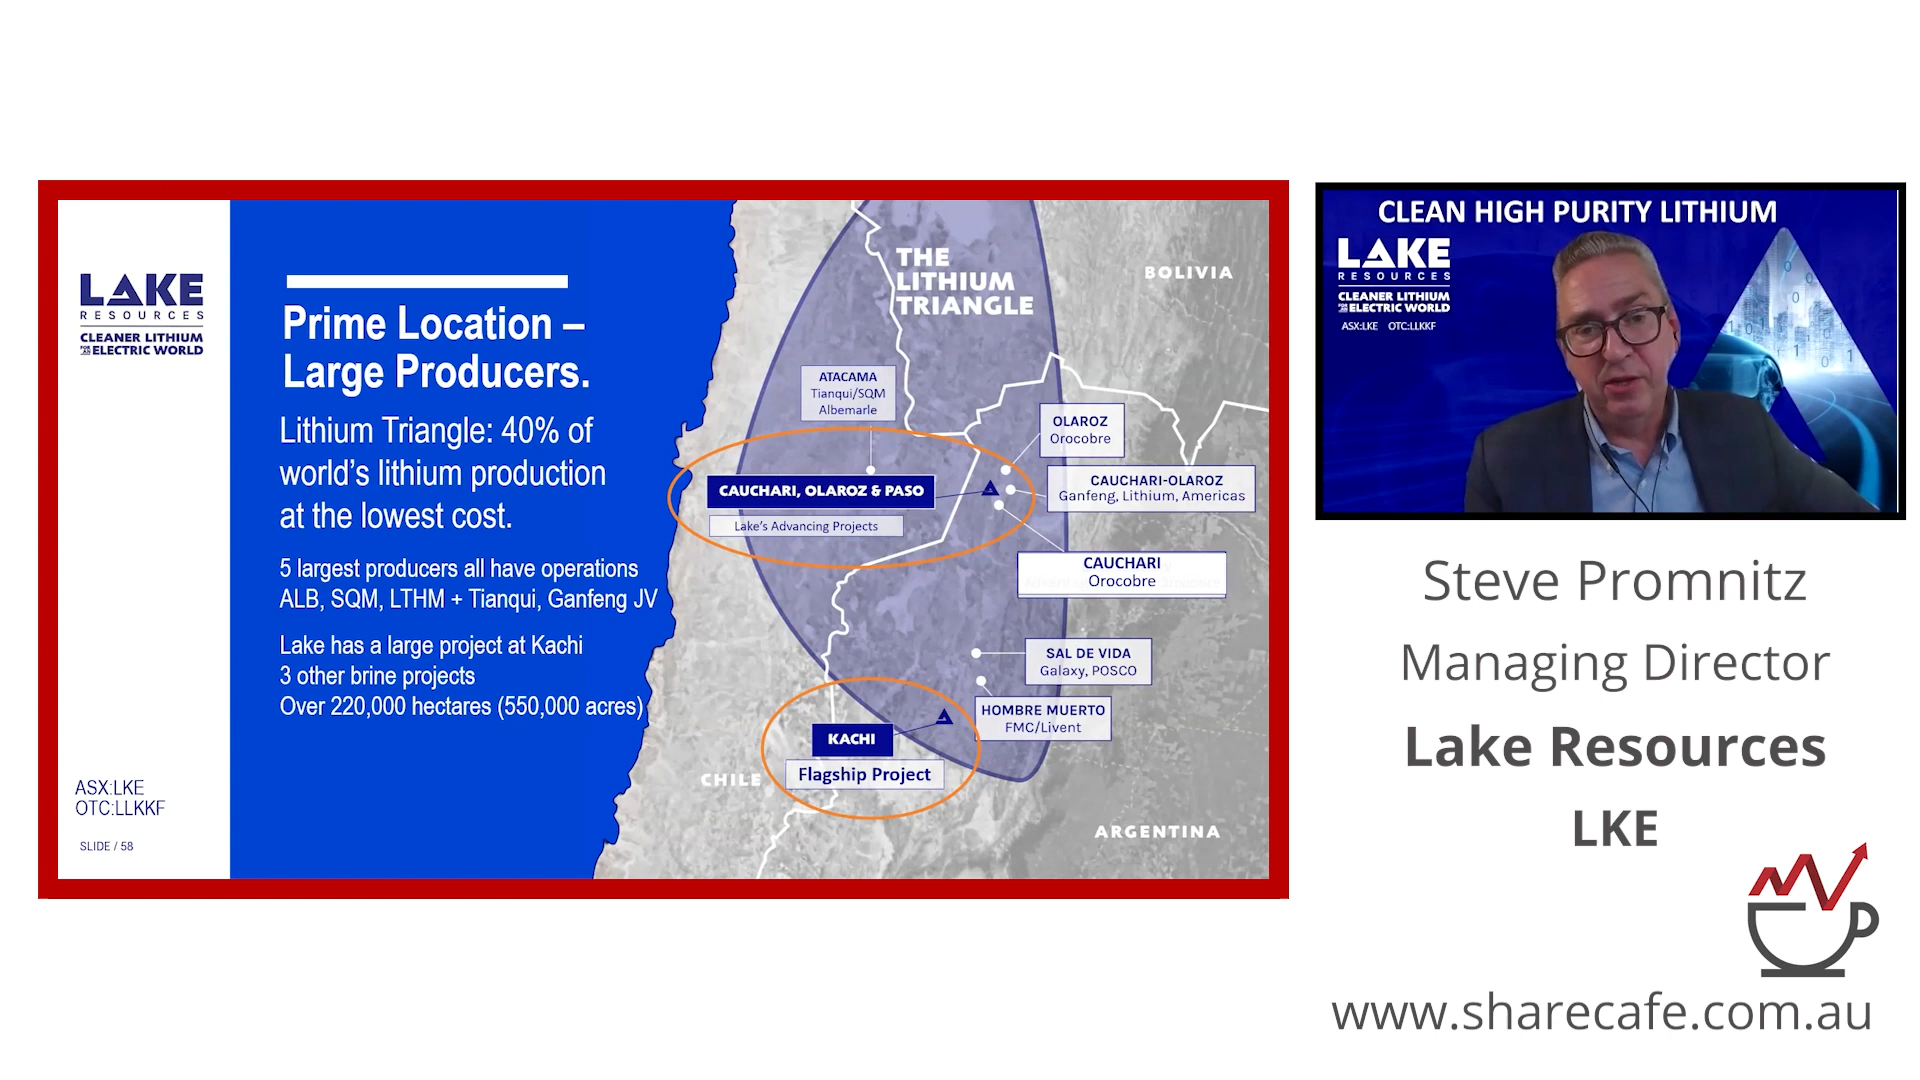 LAKE
RESOURCES
CLEANER LITHIUM
FOR AN ELECTRIC WORLD
ASX:LKE
OTC:LLKKF
SLIDE / 58
Prime Location –
Large Producers.
Lithium Triangle: 40% of
world's lithium production
at the lowest cost.
5 largest producers all have operations
ALB, SQM, LTHM + Tianqui, Ganfeng JV
Lake has a large project at Kachi
3 other brine projects
Over 220,000 hectares (550,000 acres)
THE
LITHIUM
TRIANGLE
BOLIVIA
ATACAMA
Tianqui/SQM
Albemarle
OLAROZ
Orocobre
CAUCHARI, OLAROZ & PASO
Lake's Advancing Projects
CAUCHARI-OLAROZ
Ganfeng, Lithium, Americas
CAUCHARI
Orocobre
SAL DE VIDA
Galaxy, POSCO
HOMBRE MUERTO
FMC/Livent
KACHI
Flagship Project
CHILE
ARGENTINA
CLEAN HIGH PURITY LITHIUM
LAKE
RESOURCES
CLEANER LITHIUM
FOR AN ELECTRIC WORLD
ASX:LKE OTC:LLKKF
Steve Promnitz
Managing Director
Lake Resources
LKE
www.sharecafe.com.au